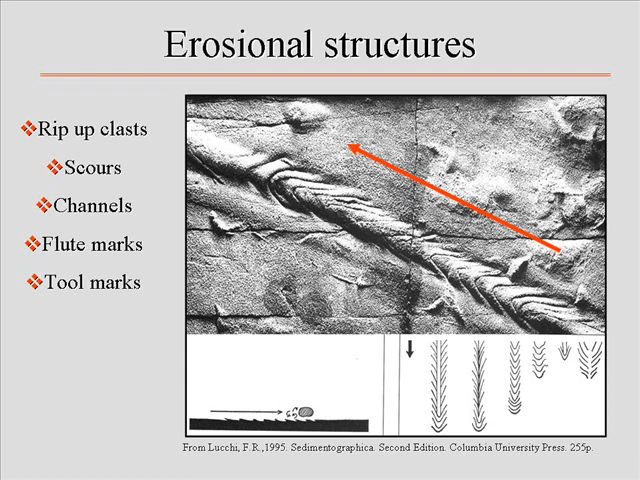 Erosional structures
Rip up clasts
Scours
Channels
Flute marks
Tool marks
From Lucchi, F.R.,1995. Sedimentographica. Second Edition. Columbia University Press. 255p.